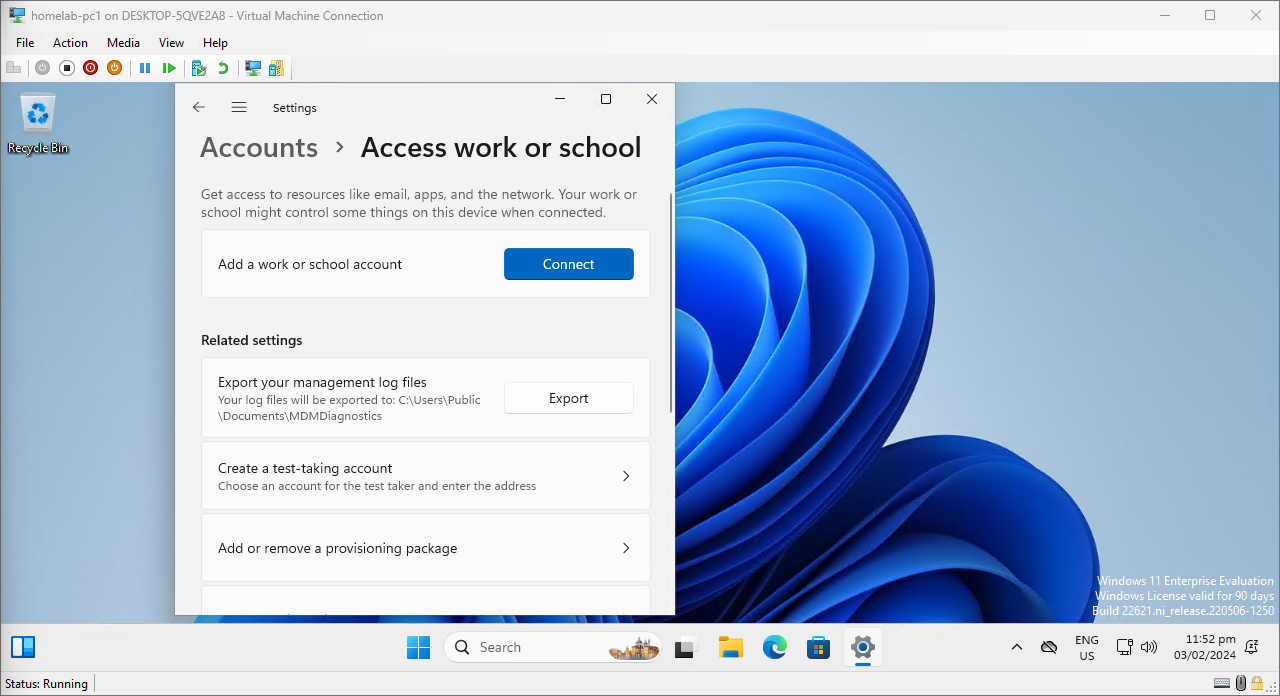 homelab-pc1 on DESKTOP-5QVE2A8 - Virtual Machine Connection
File Action Media View Help
Recycle Bin
Settings
Accounts > Access work or school
Get access to resources like email, apps, and the network. Your work or
school might control some things on this device when connected.
Add a work or school account
Connect
Related settings
Export your management log files
Your log files will be exported to: C:\Users\Public
\Documents\MDMDiagnostics
Export
Create a test-taking account
Choose an account for the test taker and enter the address
Add or remove a provisioning package
Windows 11 Enterprise Evaluation
Windows License valid for 90 days
Build 22621.ni_release.220506-1250
Search
ENG
US
11:52 pm
03/02/2024
Status: Running